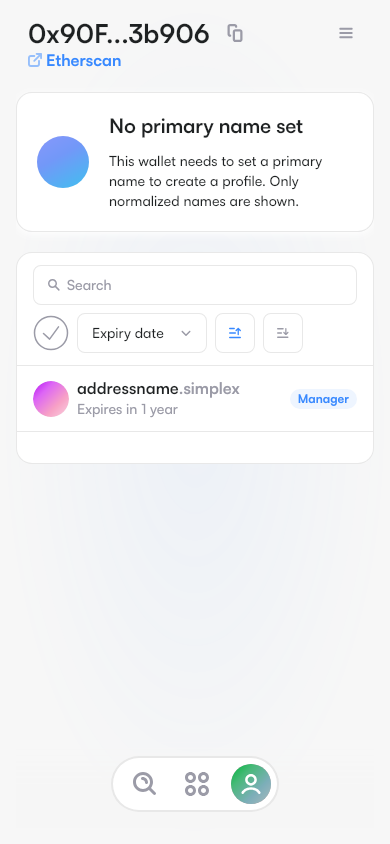 0x90F...3b906
Etherscan
No primary name set
This wallet needs to set a primary
name to create a profile. Only
normalized names are shown.
Search
Expiry date
addressname.simplex
Manager
Expires in 1 year